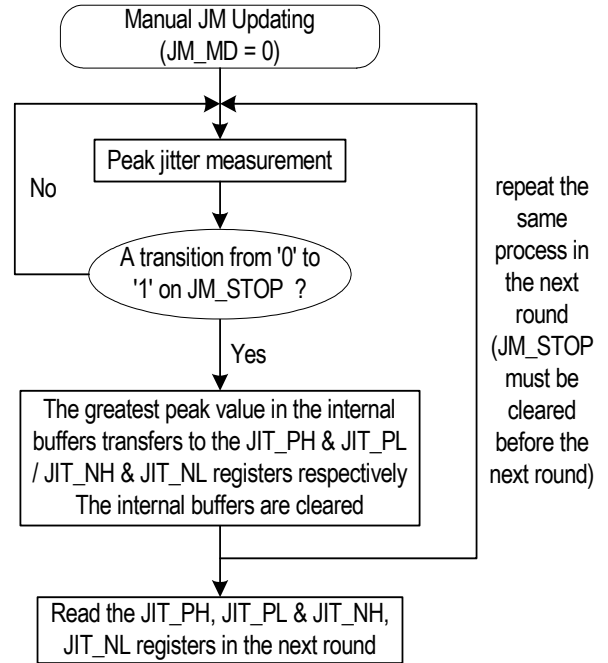 Manual JM Updating
(JM_MD = 0)
Peak jitter measurement
No
A transition from '0' to
'1' on JM_STOP ?
Yes
The greatest peak value in the internal
buffers transfers to the JIT_PH & JIT_PL
/ JIT_NH & JIT_NL registers respectively
The internal buffers are cleared
repeat the
same
process in
the next
round
(JM_STOP
must be
cleared
before the
next round)
Read the JIT_PH, JIT_PL & JIT_NH,
JIT_NL registers in the next round